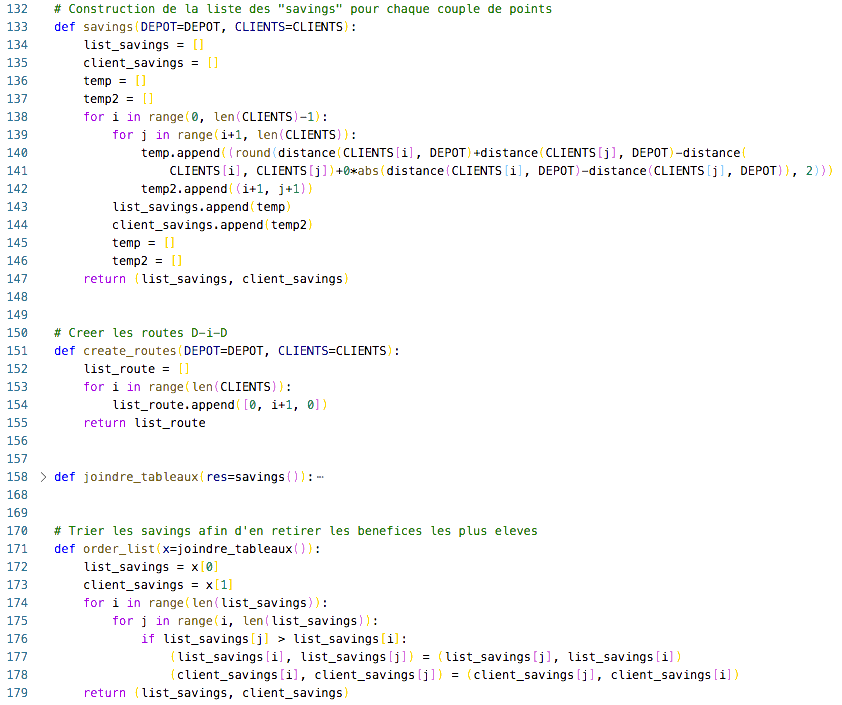 132 # Construction de la liste des "savings" pour chaque couple de points
133 def savings(DEPOT=DEPOT, CLIENTS=CLIENTS):
134     list_savings = []
135     client_savings = []
136     temp = []
137     temp2 = []
138     for i in range(0, len(CLIENTS)-1):
139         for j in range(i+1, len(CLIENTS)):
140             temp.append((round(distance(CLIENTS[i], DEPOT)+distance(CLIENTS[j], DEPOT)-distance(
141                 CLIENTS[i], CLIENTS[j])+0*abs(distance(CLIENTS[i], DEPOT)-distance(CLIENTS[j], DEPOT)), 2)))
142             temp2.append((i+1, j+1))
143         list_savings.append(temp)
144         client_savings.append(temp2)
145         temp = []
146         temp2 = []
147     return (list_savings, client_savings)
148
149
150 # Creer les routes D-i-D
151 def create_routes(DEPOT=DEPOT, CLIENTS=CLIENTS):
152     list_route = []
153     for i in range(len(CLIENTS)):
154         list_route.append([0, i+1, 0])
155     return list_route
156
157
158 > def joindre_tableaux(res=savings()):⋯
168
169
170 # Trier les savings afin d'en retirer les benefices les plus eleves
171 def order_list(x=joindre_tableaux()):
172     list_savings = x[0]
173     client_savings = x[1]
174     for i in range(len(list_savings)):
175         for j in range(i, len(list_savings)):
176             if list_savings[j] > list_savings[i]:
177                 (list_savings[i], list_savings[j]) = (list_savings[j], list_savings[i])
178                 (client_savings[i], client_savings[j]) = (client_savings[j], client_savings[i])
179     return (list_savings, client_savings)